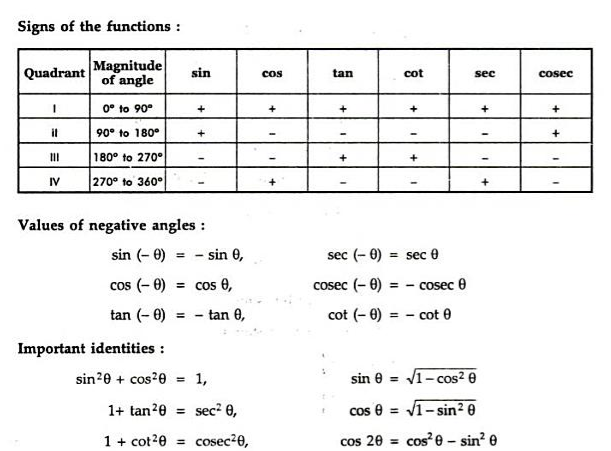 Signs of the functions :
Quadrant Magnitude of angle sin cos tan cot sec cosec
I 0° to 90° + + + + + +
II 90° to 180° + – – – – +
III 180° to 270° – – + + – –
IV 270° to 360° – + – – + –
Values of negative angles :
sin (– θ) = – sin θ, sec (– θ) = sec θ
cos (– θ) = cos θ, cosec (– θ) = – cosec θ
tan (– θ) = – tan θ, cot (– θ) = – cot θ
Important identities :
sin²θ + cos²θ = 1, sin θ = √1 – cos² θ
1+ tan²θ = sec² θ, cos θ = √1 – sin² θ
1 + cot²θ = cosec²θ, cos 2θ = cos² θ – sin² θ